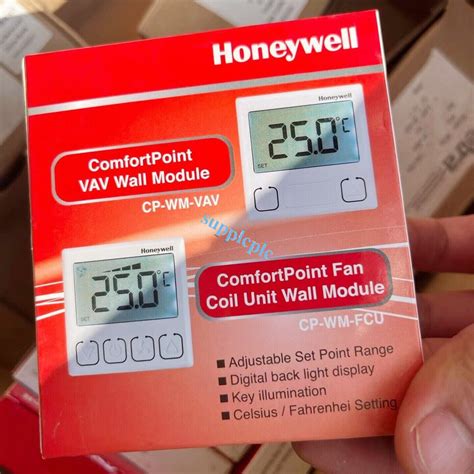 Honeywell
Honeywell
25.0°C
SET
ComfortPoint
VAV Wall Module
CP-WM-VAV
supplcplc
Honeywell
25.0°C
SET
ComfortPoint Fan
Coil Unit Wall Module
CP-WM-FCU
Adjustable Set Point Range
Digital back light display
Key illumination
Celsius / Fahrenhei Setting